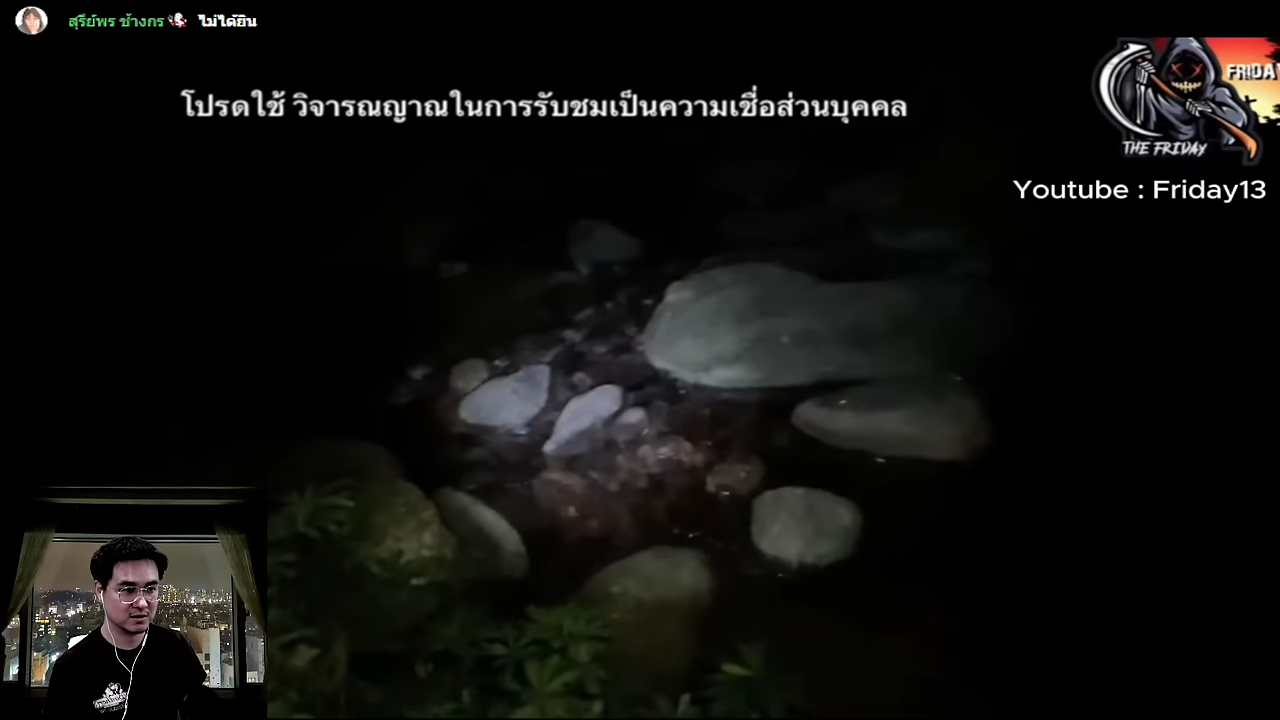 สุรีย์พร ช้างกร ไม่ได้ยิน
โปรดใช้ วิจารณญาณในการรับชมเป็นความเชื่อส่วนบุคคล
FRIDA
THE FRIDAY
Youtube : Friday13